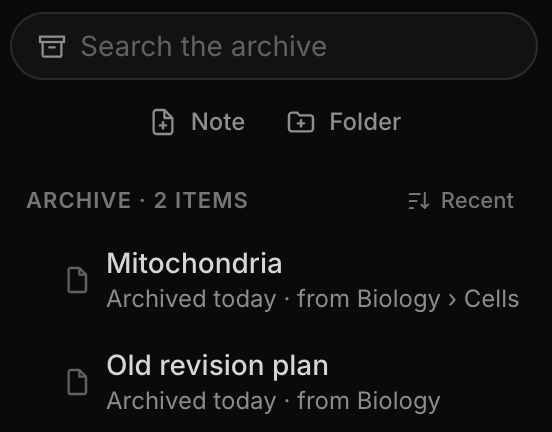 Search the archive
Note Folder
ARCHIVE · 2 ITEMS Recent
Mitochondria
Archived today · from Biology › Cells
Old revision plan
Archived today · from Biology